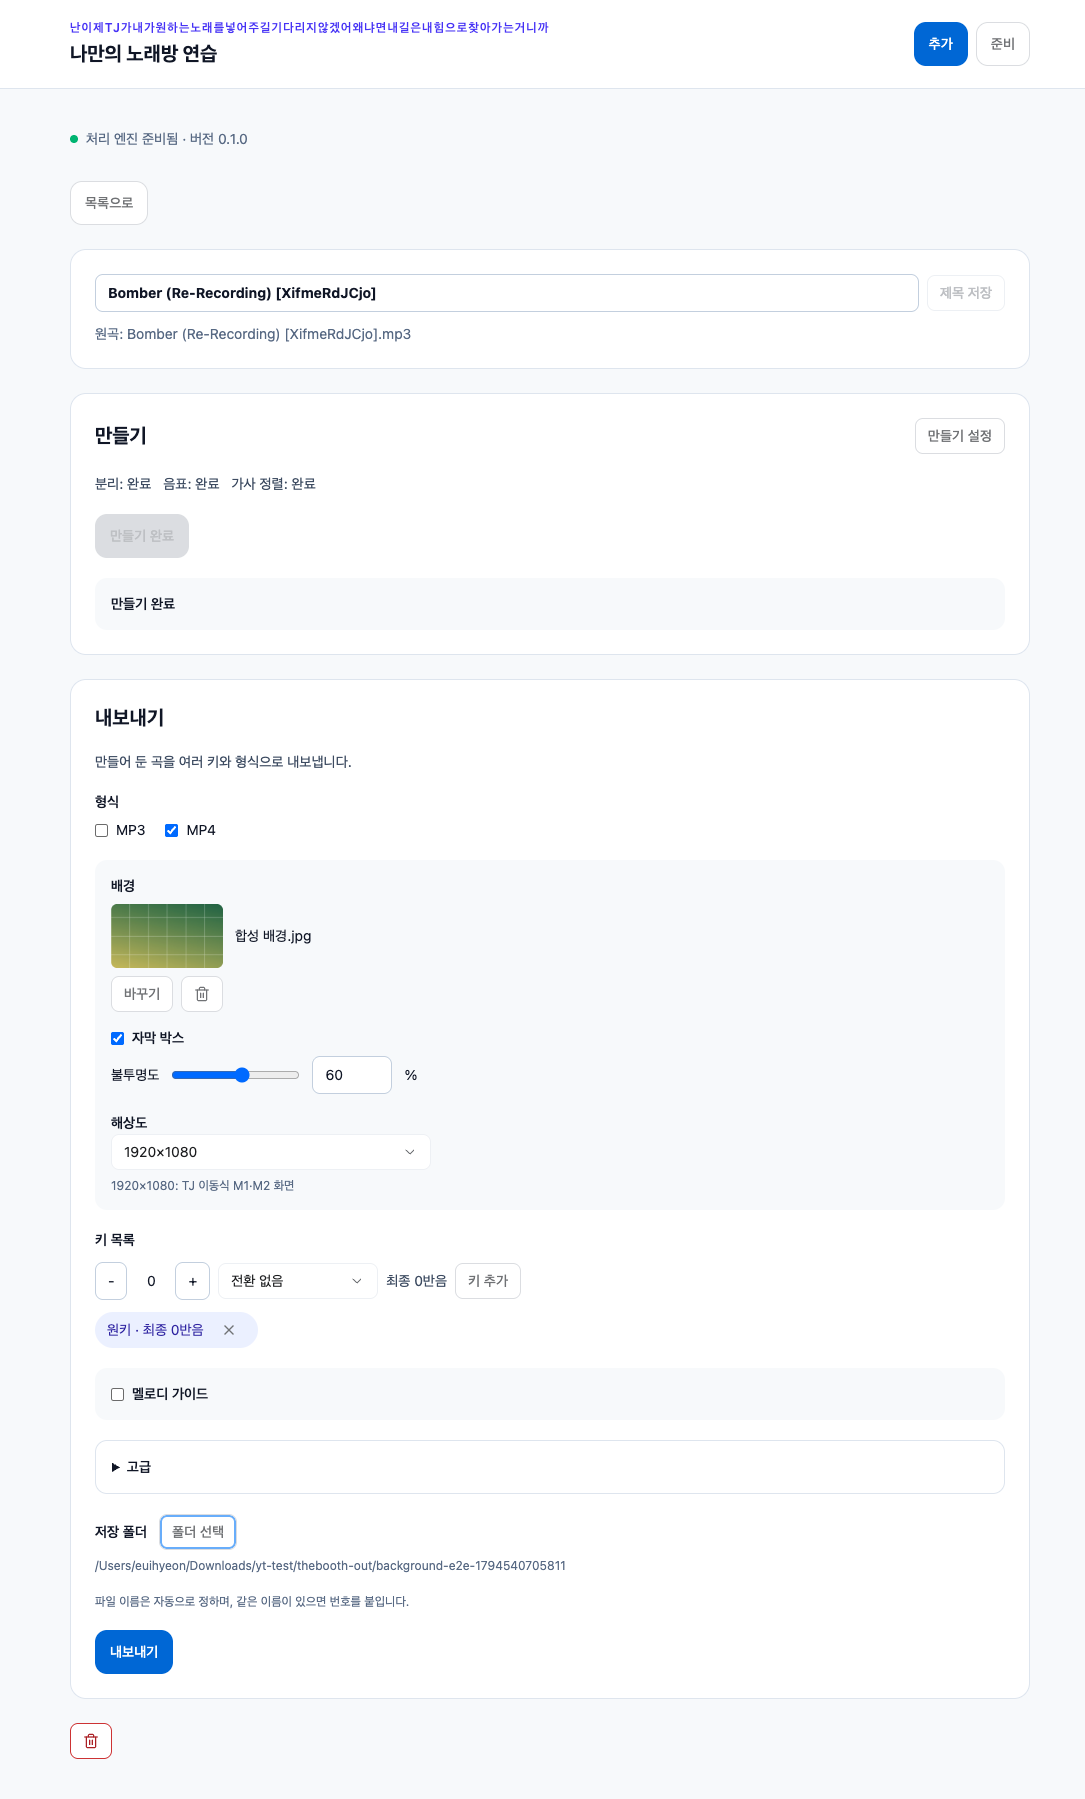 난이제TJ가내가원하는노래를넣어주길기다리지않겠어왜냐면내길은내힘으로찾아가는거니까
나만의 노래방 연습
추가
준비
처리 엔진 준비됨 · 버전 0.1.0
목록으로
Bomber (Re-Recording) [XifmeRdJCjo]
제목 저장
원곡: Bomber (Re-Recording) [XifmeRdJCjo].mp3
만들기
만들기 설정
분리: 완료 음표: 완료 가사 정렬: 완료
만들기 완료
만들기 완료
내보내기
만들어 둔 곡을 여러 키와 형식으로 내보냅니다.
형식
MP3 MP4
배경
합성 배경.jpg
바꾸기
자막 박스
불투명도 60 %
해상도
1920×1080
1920×1080: TJ 이동식 M1·M2 화면
키 목록
- 0 + 전환 없음 최종 0반음 키 추가
원키 · 최종 0반음
멜로디 가이드
고급
저장 폴더 폴더 선택
/Users/euihyeon/Downloads/yt-test/thebooth-out/background-e2e-1794540705811
파일 이름은 자동으로 정하며, 같은 이름이 있으면 번호를 붙입니다.
내보내기